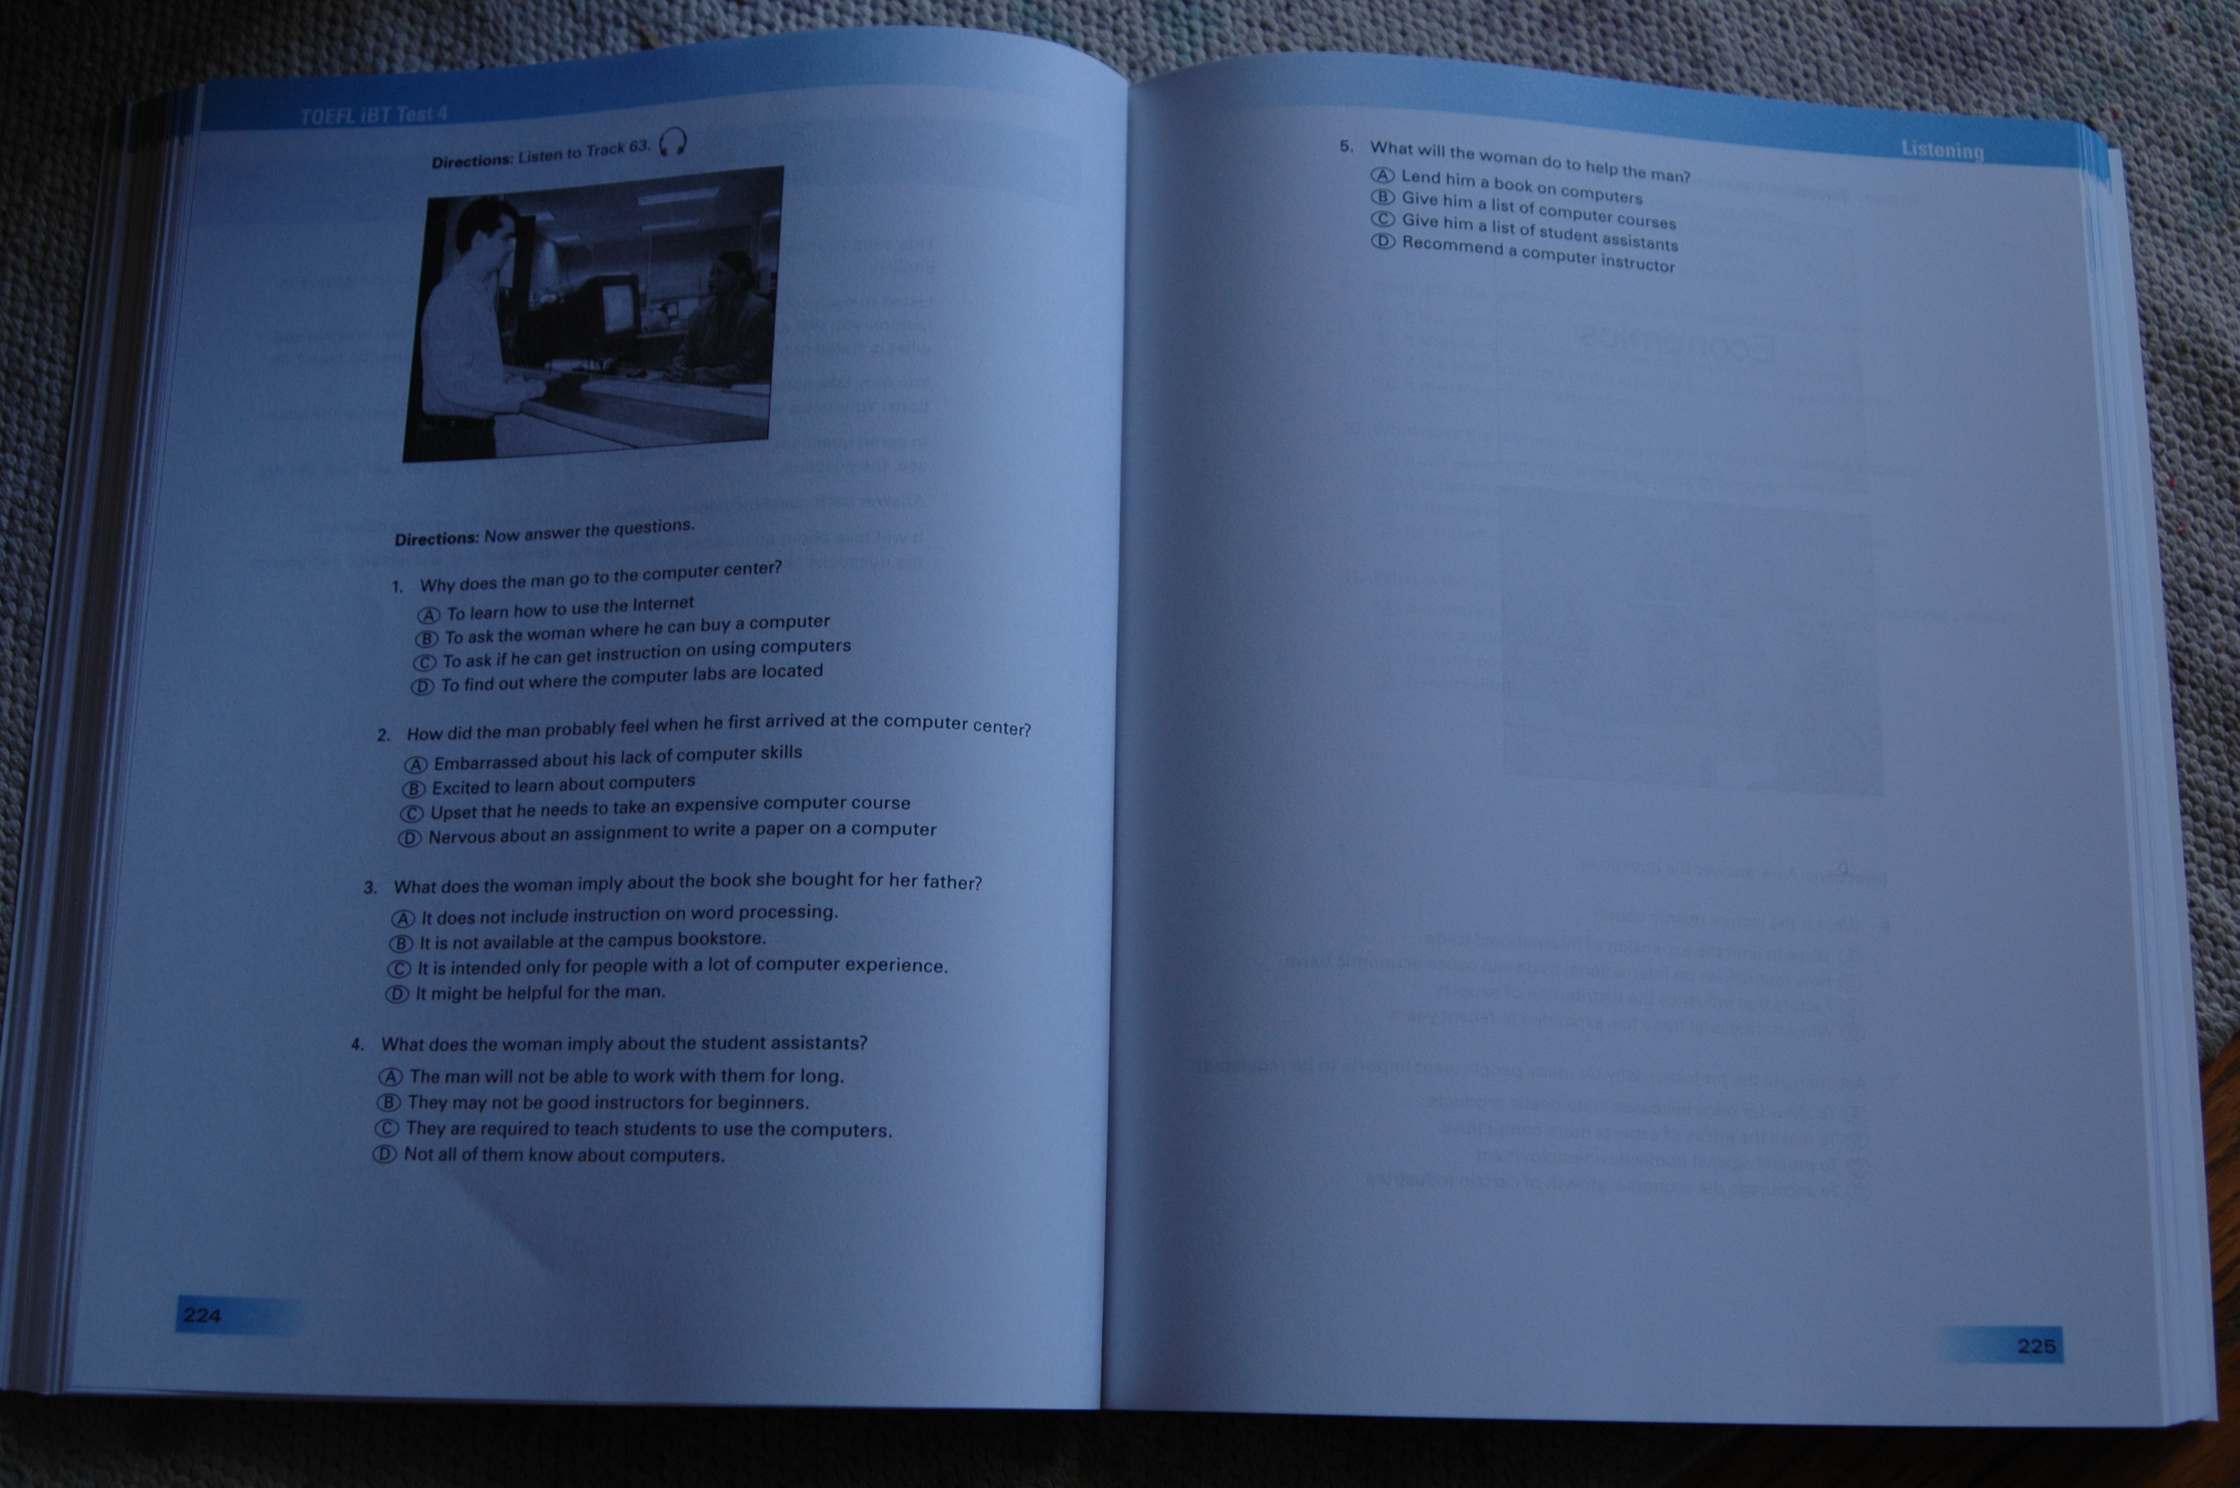 TOEFL iBT Test 4
Directions: Listen to Track 63.
Directions: Now answer the questions.
1. Why does the man go to the computer center?
A To learn how to use the Internet
B To ask the woman where he can buy a computer
C To ask if he can get instruction on using computers
D To find out where the computer labs are located
2. How did the man probably feel when he first arrived at the computer center?
A Embarrassed about his lack of computer skills
B Excited to learn about computers
C Upset that he needs to take an expensive computer course
D Nervous about an assignment to write a paper on a computer
3. What does the woman imply about the book she bought for her father?
A It does not include instruction on word processing.
B It is not available at the campus bookstore.
C It is intended only for people with a lot of computer experience.
D It might be helpful for the man.
4. What does the woman imply about the student assistants?
A The man will not be able to work with them for long.
B They may not be good instructors for beginners.
C They are required to teach students to use the computers.
D Not all of them know about computers.
224
Listening
5. What will the woman do to help the man?
A Lend him a book on computers
B Give him a list of computer courses
C Give him a list of student assistants
D Recommend a computer instructor
Economics
225